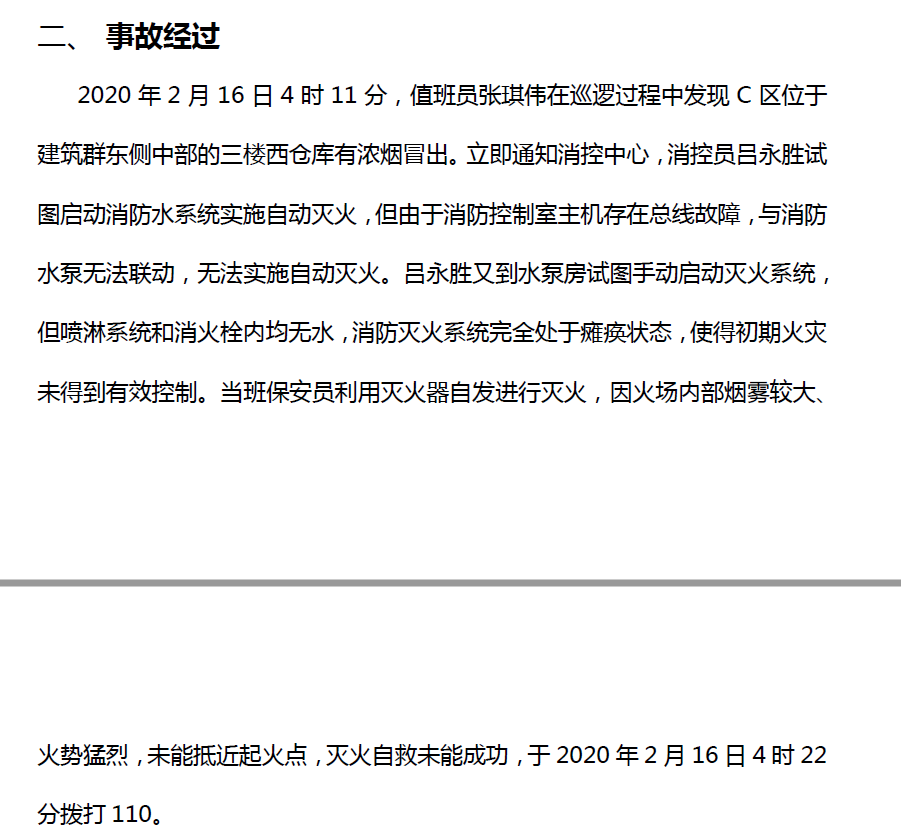 二、 事故经过
2020 年 2 月 16 日 4 时 11 分，值班员张琪伟在巡逻过程中发现 C 区位于
建筑群东侧中部的三楼西仓库有浓烟冒出。立即通知消控中心，消控员吕永胜试
图启动消防水系统实施自动灭火，但由于消防控制室主机存在总线故障，与消防
水泵无法联动，无法实施自动灭火。吕永胜又到水泵房试图手动启动灭火系统，
但喷淋系统和消火栓内均无水，消防灭火系统完全处于瘫痪状态，使得初期火灾
未得到有效控制。当班保安员利用灭火器自发进行灭火，因火场内部烟雾较大、
火势猛烈，未能抵近起火点，灭火自救未能成功，于 2020 年 2 月 16 日 4 时 22
分拨打 110。